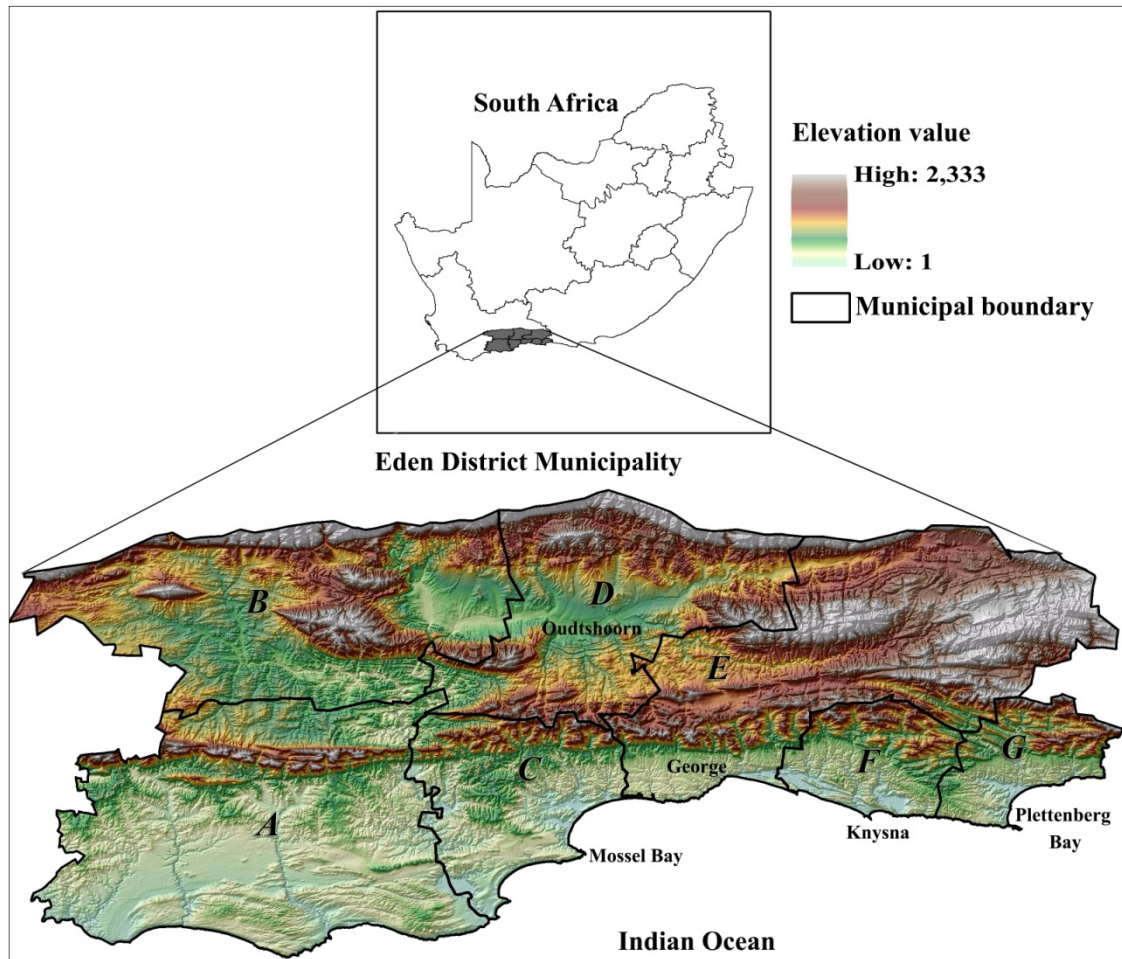 South Africa
Elevation value
High: 2,333
Low: 1
Municipal boundary
Eden District Municipality
B
D
Oudtshoorn
E
C
George
F
G
A
Mossel Bay
Knysna
Plettenberg
Bay
Indian Ocean